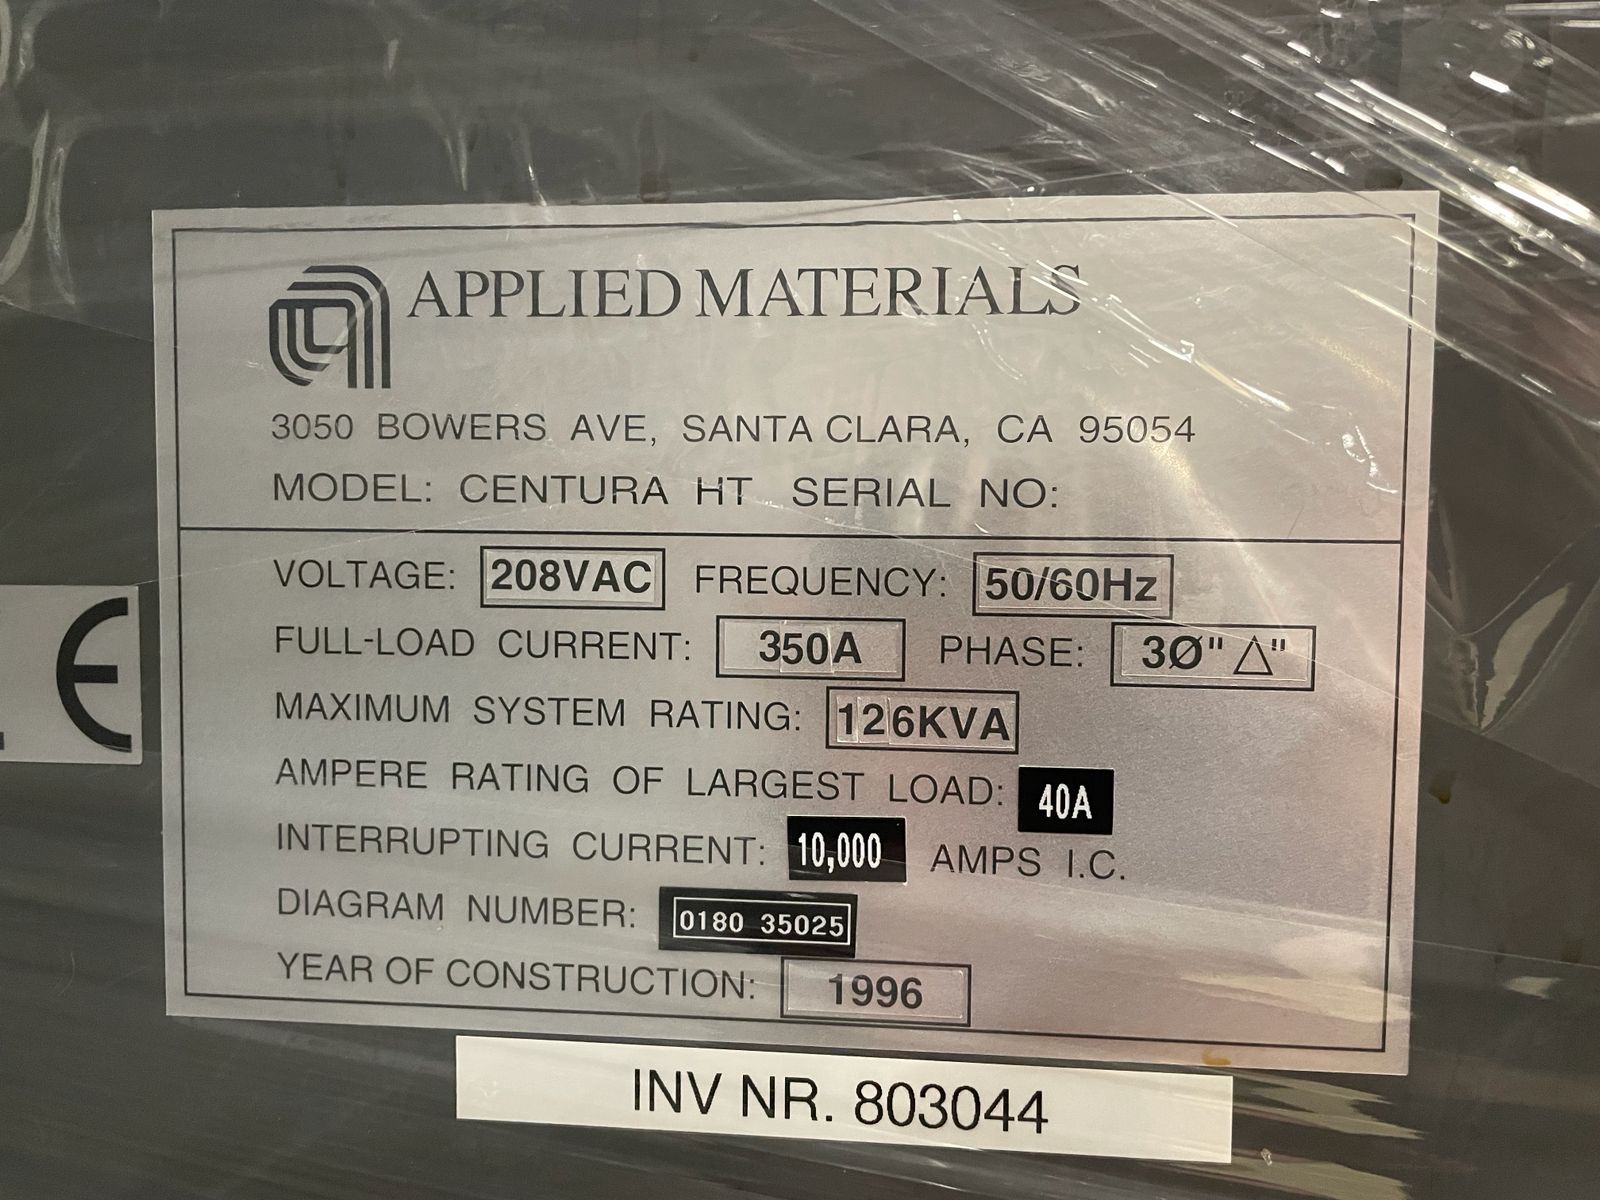 APPLIED MATERIALS
3050 BOWERS AVE, SANTA CLARA, CA 95054
MODEL: CENTURA HT SERIAL NO:
VOLTAGE: 208VAC FREQUENCY: 50/60Hz
FULL-LOAD CURRENT: 350A PHASE: 3Ø" △"
MAXIMUM SYSTEM RATING: 126KVA
AMPERE RATING OF LARGEST LOAD: 40A
INTERRUPTING CURRENT: 10,000 AMPS I.C.
DIAGRAM NUMBER: 0180 35025
YEAR OF CONSTRUCTION: 1996
INV NR. 803044